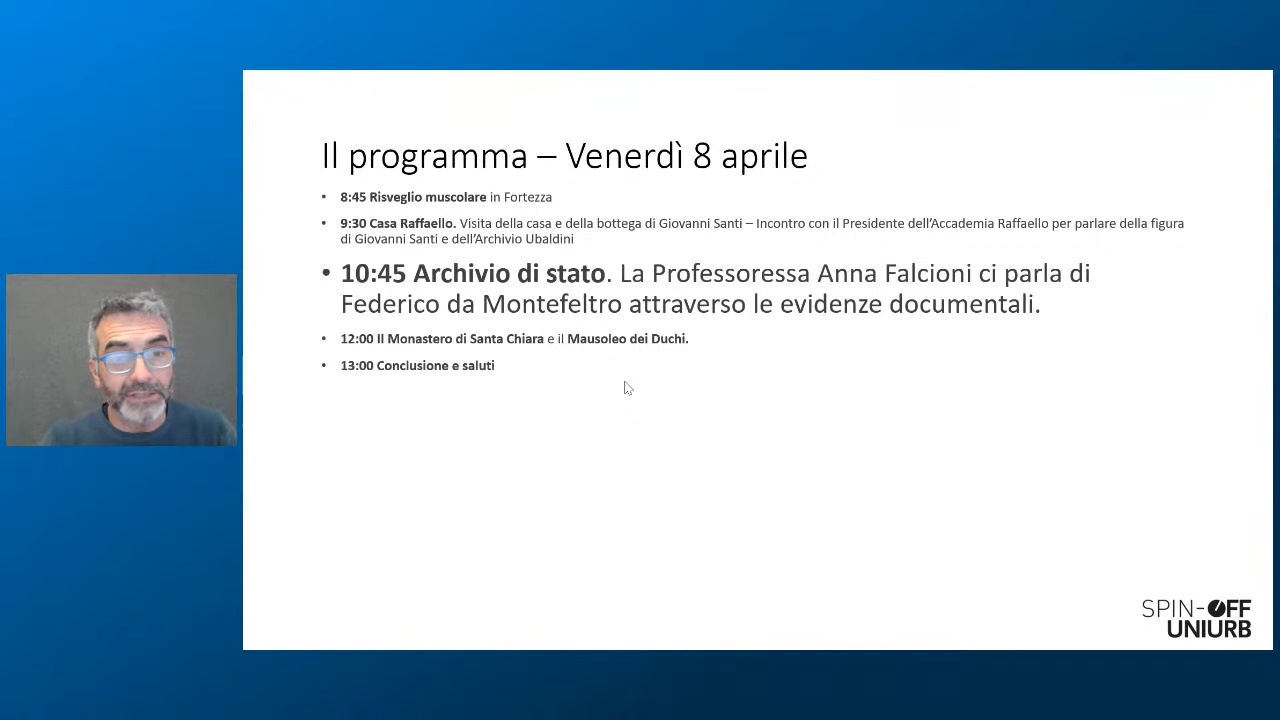 Il programma – Venerdì 8 aprile
• 8:45 Risveglio muscolare in Fortezza
• 9:30 Casa Raffaello. Visita della casa e della bottega di Giovanni Santi – Incontro con il Presidente dell'Accademia Raffaello per parlare della figura
di Giovanni Santi e dell'Archivio Ubaldini
• 10:45 Archivio di stato. La Professoressa Anna Falcioni ci parla di
Federico da Montefeltro attraverso le evidenze documentali.
• 12:00 Il Monastero di Santa Chiara e il Mausoleo dei Duchi.
• 13:00 Conclusione e saluti
SPIN-OFF
UNIURB